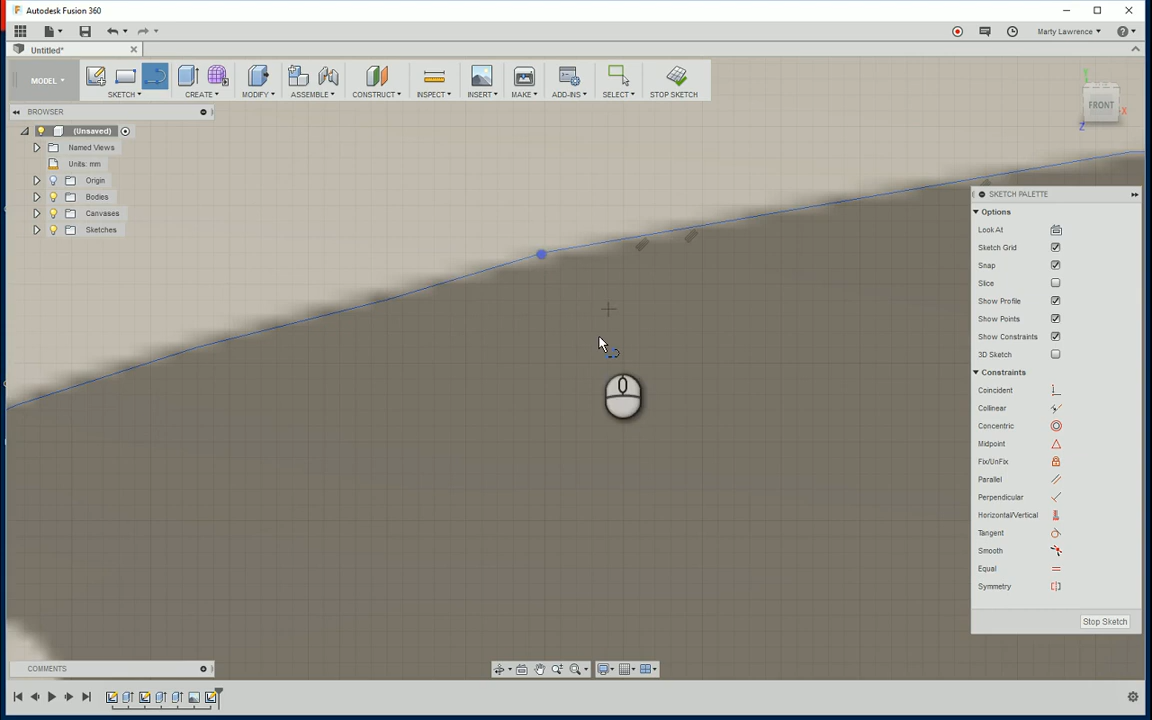 Autodesk Fusion 360
Marty Lawrence
Untitled*
MODEL
SKETCH
CREATE
MODIFY
ASSEMBLE
CONSTRUCT
INSPECT
INSERT
MAKE
ADD-INS
SELECT
STOP SKETCH
Y
FRONT
X
Z
BROWSER
(Unsaved)
Named Views
Units: mm
Origin
Bodies
Canvases
Sketches
SKETCH PALETTE
Options
Look At
Sketch Grid
Snap
Slice
Show Profile
Show Points
Show Constraints
3D Sketch
Constraints
Coincident
Collinear
Concentric
Midpoint
Fix/UnFix
Parallel
Perpendicular
Horizontal/Vertical
Tangent
Smooth
Equal
Symmetry
Stop Sketch
COMMENTS